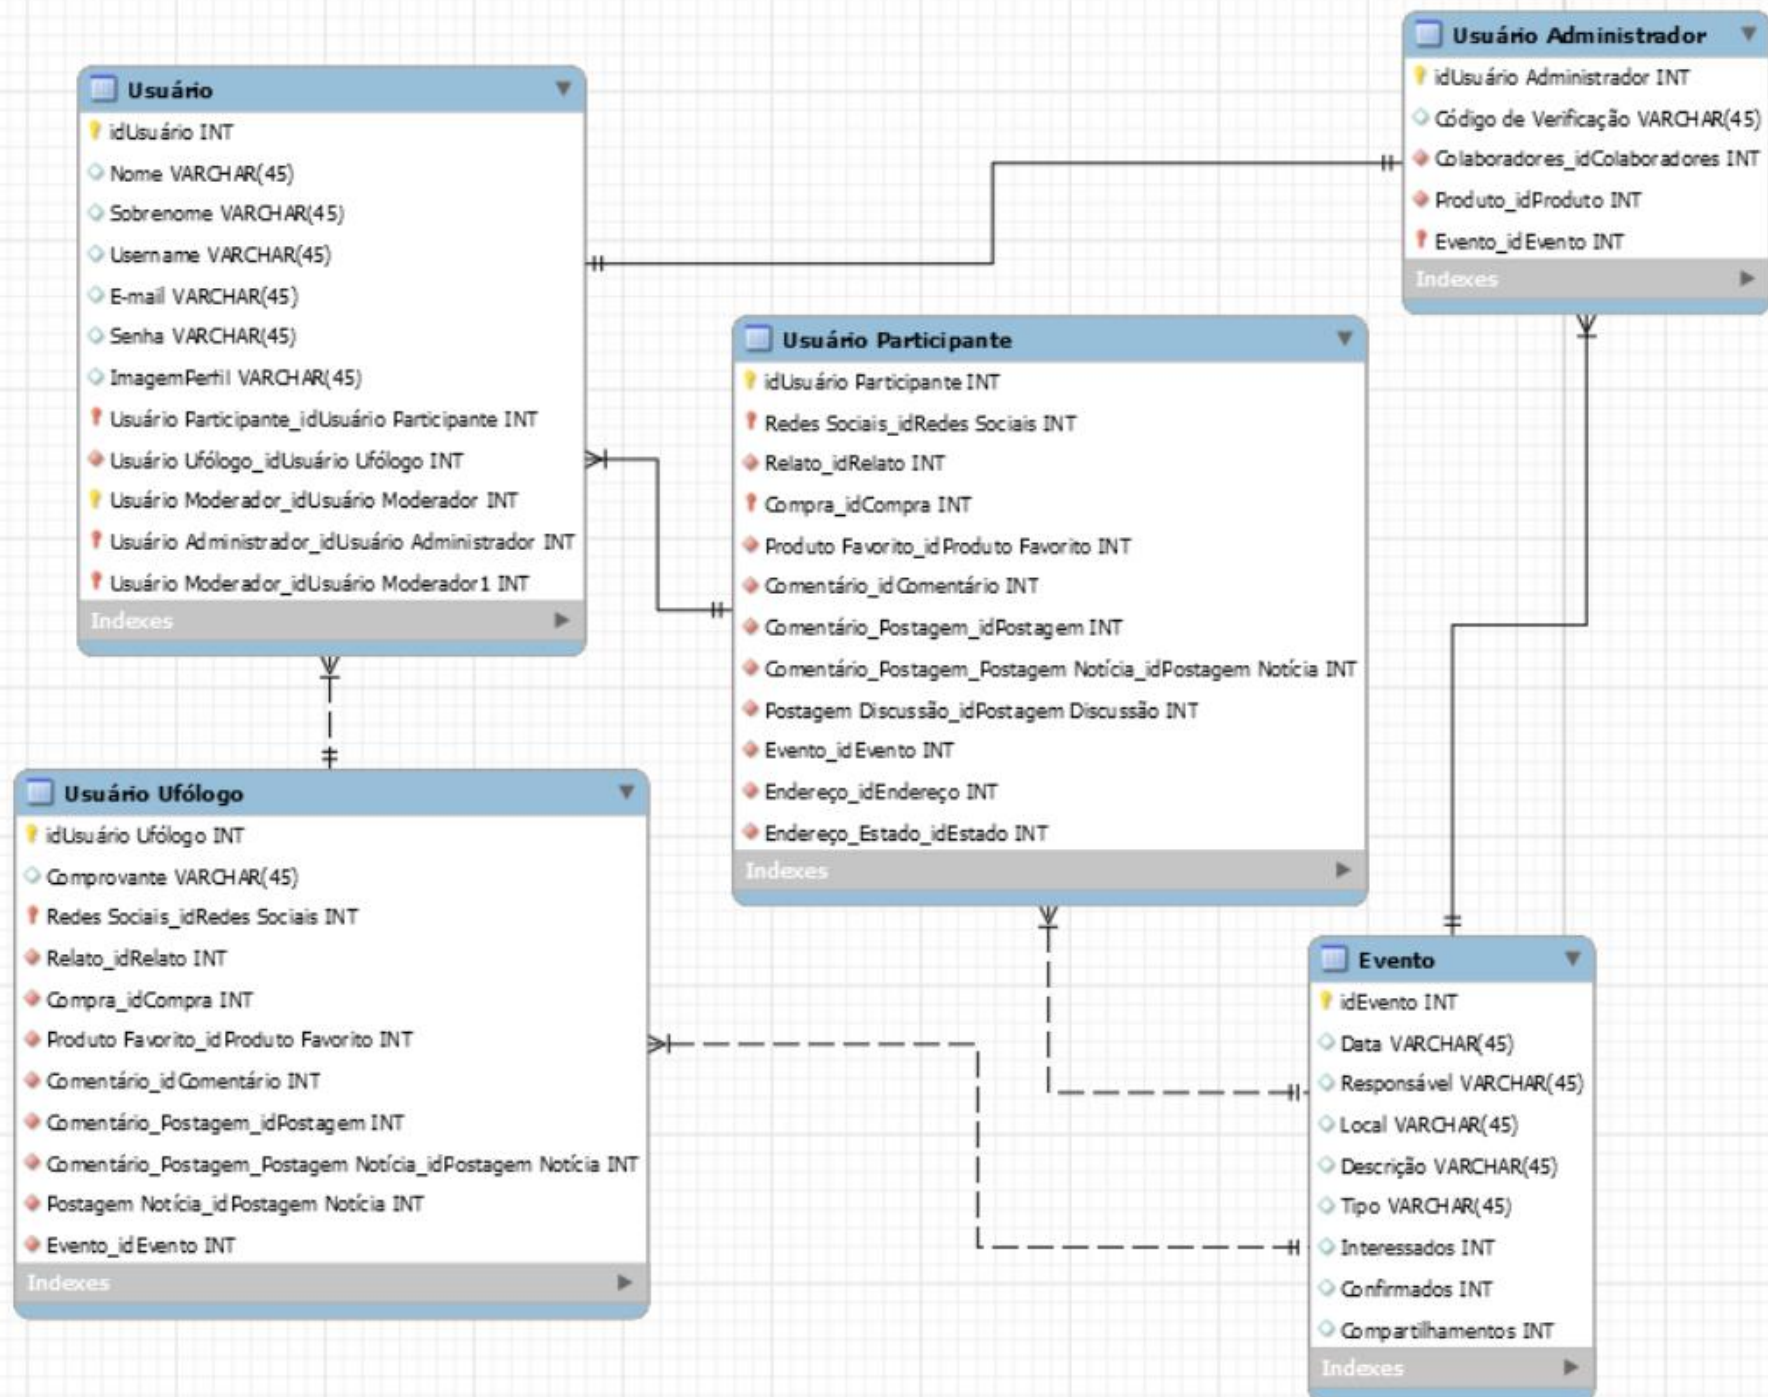 Usuário
idUsuário INT
Nome VARCHAR(45)
Sobrenome VARCHAR(45)
Username VARCHAR(45)
E-mail VARCHAR(45)
Senha VARCHAR(45)
ImagemPerfil VARCHAR(45)
Usuário Participante_idUsuário Participante INT
Usuário Ufólogo_idUsuário Ufólogo INT
Usuário Moderador_idUsuário Moderador INT
Usuário Administrador_idUsuário Administrador INT
Usuário Moderador_idUsuário Moderador1 INT
Indexes
Usuário Administrador
idUsuário Administrador INT
Código de Verificação VARCHAR(45)
Colaboradores_idColaboradores INT
Produto_idProduto INT
Evento_idEvento INT
Indexes
Usuário Participante
idUsuário Participante INT
Redes Sociais_idRedes Sociais INT
Relato_idRelato INT
Compra_idCompra INT
Produto Favorito_idProduto Favorito INT
Comentário_idComentário INT
Comentário_Postagem_idPostagem INT
Comentário_Postagem_Postagem Notícia_idPostagem Notícia INT
Postagem Discussão_idPostagem Discussão INT
Evento_idEvento INT
Endereço_idEndereço INT
Endereço_Estado_idEstado INT
Indexes
Usuário Ufólogo
idUsuário Ufólogo INT
Comprovante VARCHAR(45)
Redes Sociais_idRedes Sociais INT
Relato_idRelato INT
Compra_idCompra INT
Produto Favorito_idProduto Favorito INT
Comentário_idComentário INT
Comentário_Postagem_idPostagem INT
Comentário_Postagem_Postagem Notícia_idPostagem Notícia INT
Postagem Notícia_idPostagem Notícia INT
Evento_idEvento INT
Indexes
Evento
idEvento INT
Data VARCHAR(45)
Responsável VARCHAR(45)
Local VARCHAR(45)
Descrição VARCHAR(45)
Tipo VARCHAR(45)
Interessados INT
Confirmados INT
Compartilhamentos INT
Indexes